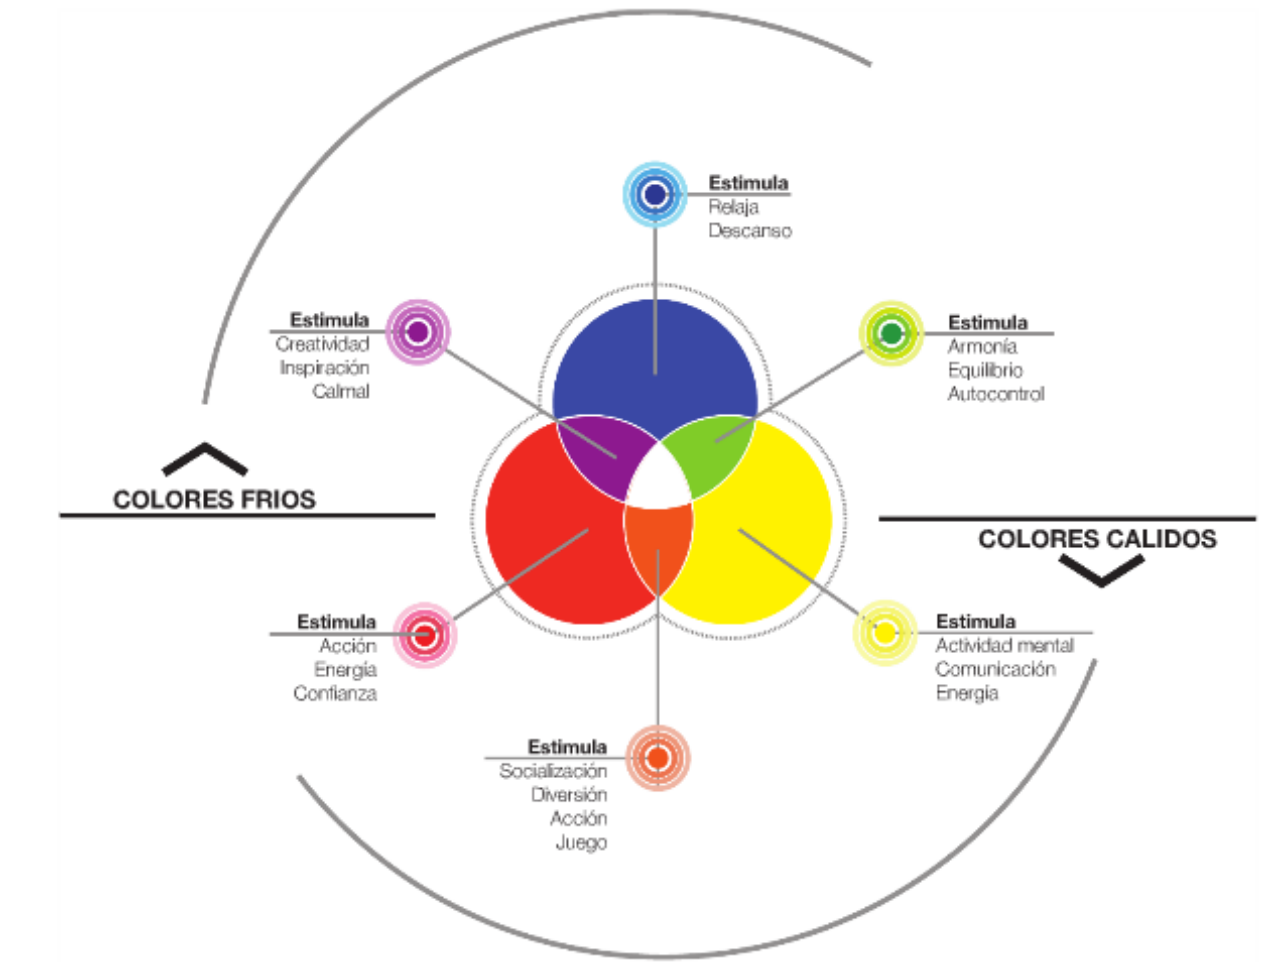 Estimula
Relaja
Descanso
Estimula
Creatividad
Inspiración
Calmal
Estimula
Armonía
Equilibrio
Autocontrol
COLORES FRIOS
COLORES CALIDOS
Estimula
Acción
Energía
Confianza
Estimula
Actividad mental
Comunicación
Energía
Estimula
Socialización
Diversión
Acción
Juego